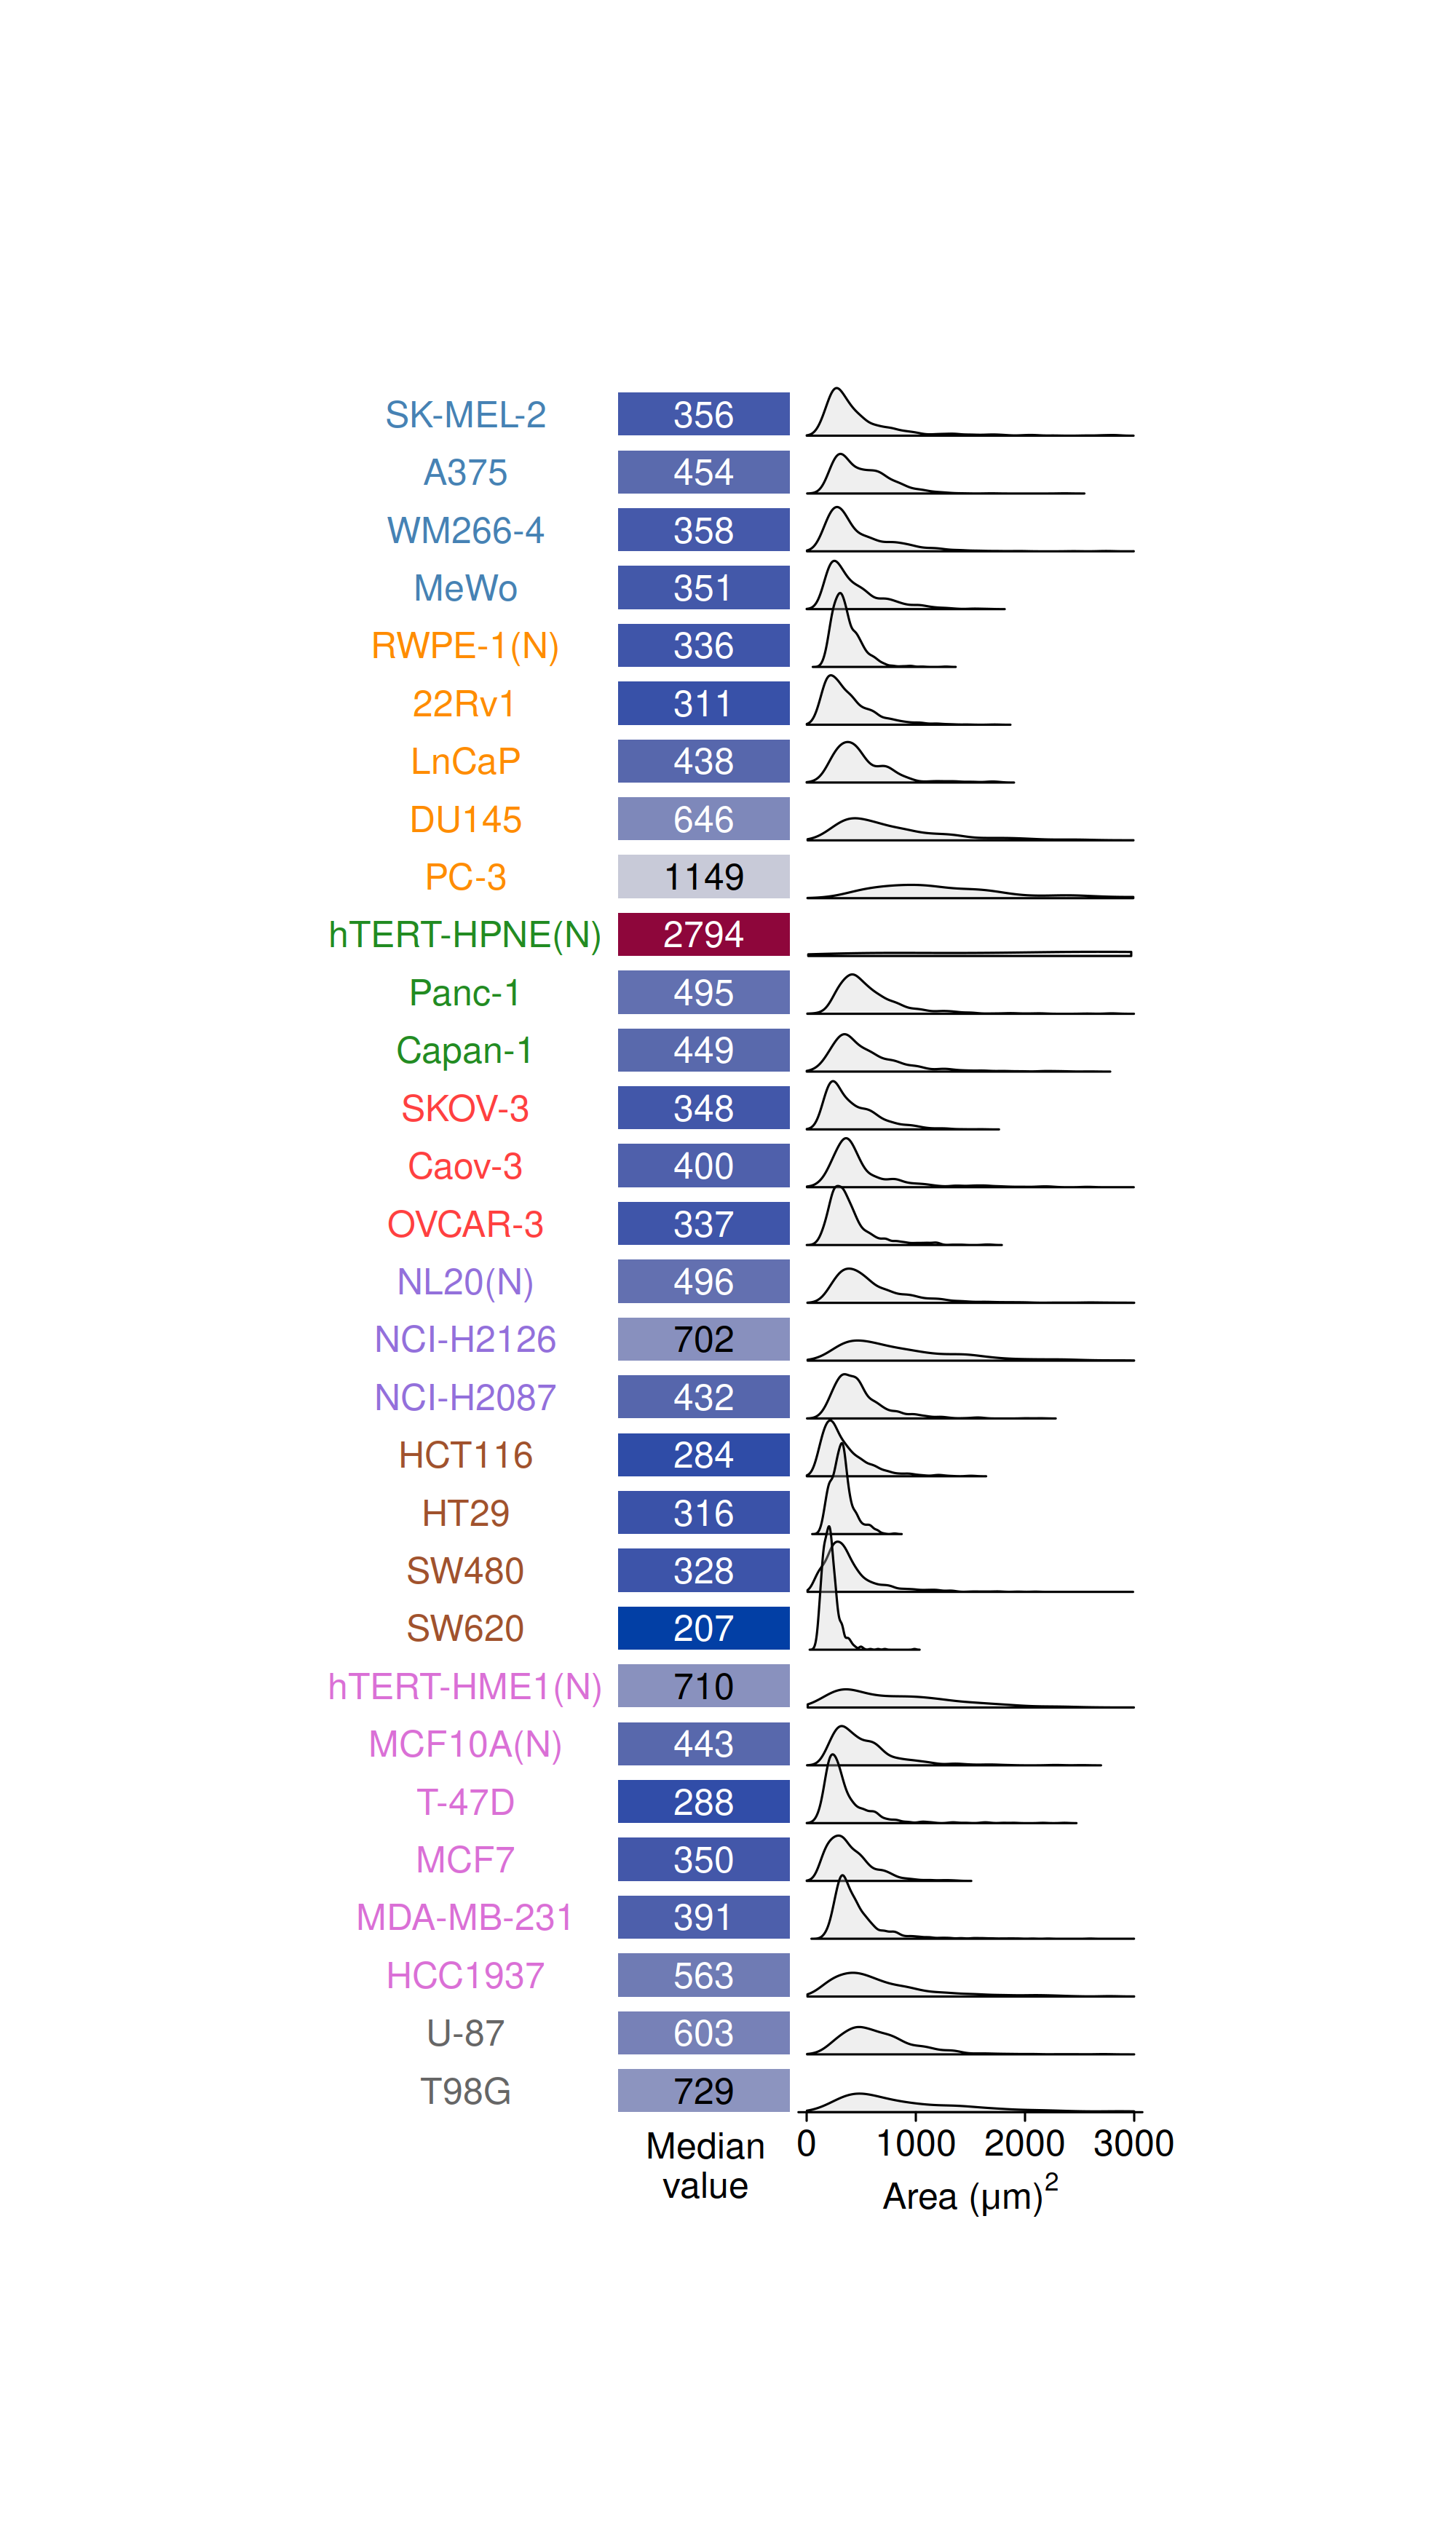 SK-MEL-2 356
A375 454
WM266-4 358
MeWo 351
RWPE-1(N) 336
22Rv1 311
LnCaP 438
DU145 646
PC-3 1149
hTERT-HPNE(N) 2794
Panc-1 495
Capan-1 449
SKOV-3 348
Caov-3 400
OVCAR-3 337
NL20(N) 496
NCI-H2126 702
NCI-H2087 432
HCT116 284
HT29 316
SW480 328
SW620 207
hTERT-HME1(N) 710
MCF10A(N) 443
T-47D 288
MCF7 350
MDA-MB-231 391
HCC1937 563
U-87 603
T98G 729
Median
value
0 1000 2000 3000
Area (μm)²